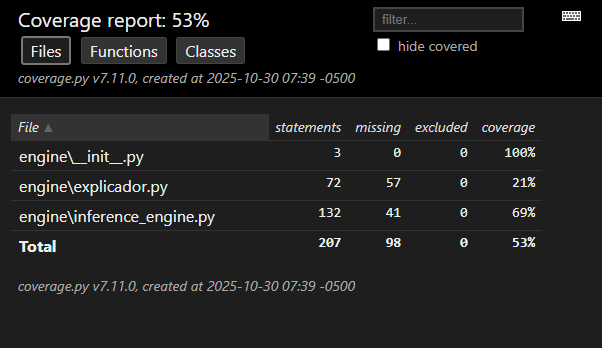 Coverage report: 53%
filter...
Files Functions Classes
hide covered
coverage.py v7.11.0, created at 2025-10-30 07:39 -0500
File ▲ statements missing excluded coverage
engine\__init__.py 3 0 0 100%
engine\explicador.py 72 57 0 21%
engine\inference_engine.py 132 41 0 69%
Total 207 98 0 53%
coverage.py v7.11.0, created at 2025-10-30 07:39 -0500